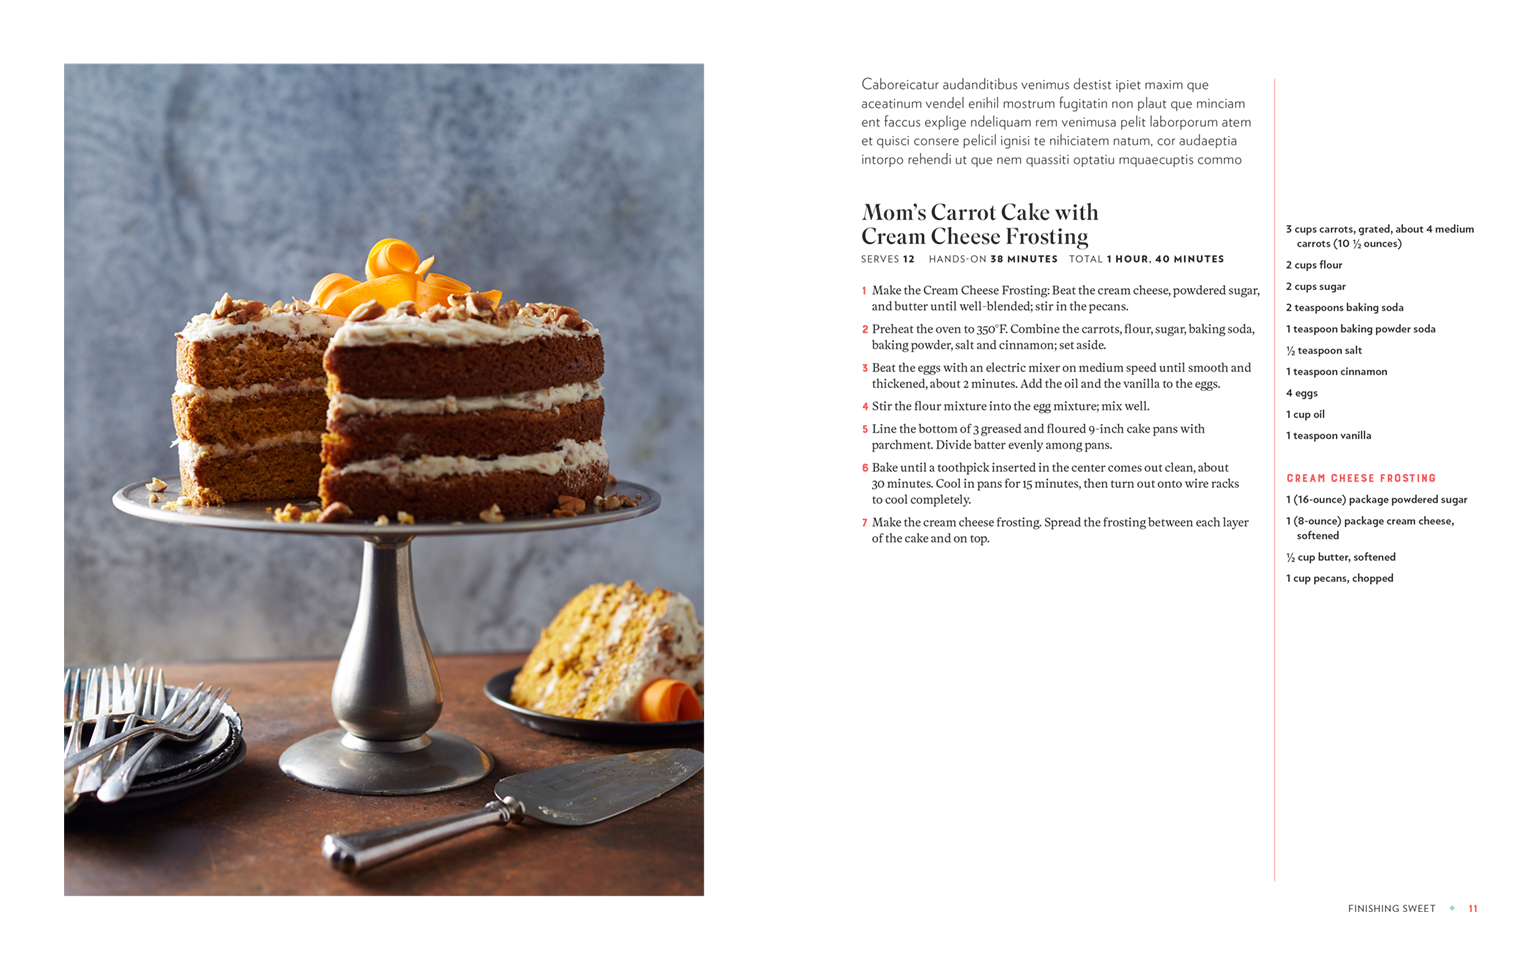 Caboreicatur audanditibus venimus destist ipiet maxim que
aceatinum vendel enihil mostrum fugitatin non plaut que minciam
ent faccus explige ndeliquam rem venimusa pelit laborporum atem
et quisci consere pelicil ignisi te nihiciatem natum, cor audaeptia
intorpo rehendi ut que nem quassiti optatiu mquaecuptis commo
Mom's Carrot Cake with
Cream Cheese Frosting
SERVES 12 HANDS-ON 38 MINUTES TOTAL 1 HOUR, 40 MINUTES
1 Make the Cream Cheese Frosting: Beat the cream cheese, powdered sugar,
and butter until well-blended; stir in the pecans.
2 Preheat the oven to 350°F. Combine the carrots, flour, sugar, baking soda,
baking powder, salt and cinnamon; set aside.
3 Beat the eggs with an electric mixer on medium speed until smooth and
thickened, about 2 minutes. Add the oil and the vanilla to the eggs.
4 Stir the flour mixture into the egg mixture; mix well.
5 Line the bottom of 3 greased and floured 9-inch cake pans with
parchment. Divide batter evenly among pans.
6 Bake until a toothpick inserted in the center comes out clean, about
30 minutes. Cool in pans for 15 minutes, then turn out onto wire racks
to cool completely.
7 Make the cream cheese frosting. Spread the frosting between each layer
of the cake and on top.
3 cups carrots, grated, about 4 medium
carrots (10 ½ ounces)
2 cups flour
2 cups sugar
2 teaspoons baking soda
1 teaspoon baking powder soda
½ teaspoon salt
1 teaspoon cinnamon
4 eggs
1 cup oil
1 teaspoon vanilla
CREAM CHEESE FROSTING
1 (16-ounce) package powdered sugar
1 (8-ounce) package cream cheese,
softened
½ cup butter, softened
1 cup pecans, chopped
FINISHING SWEET 11